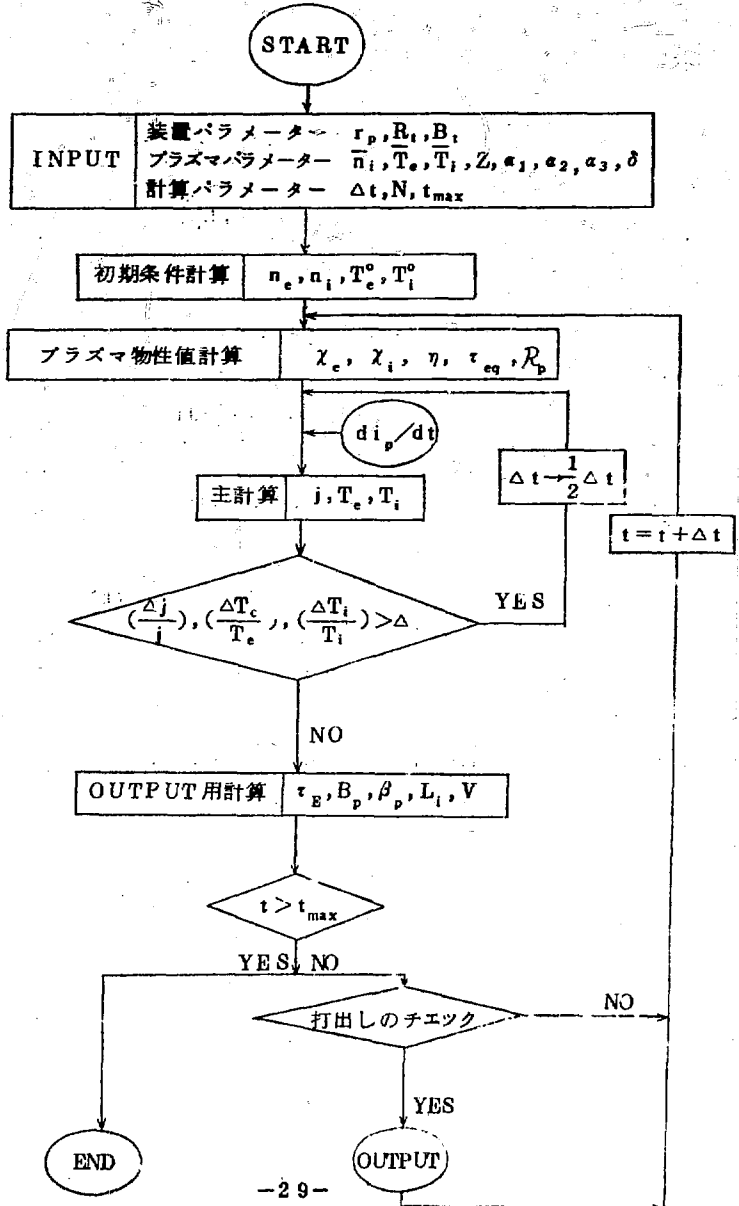 START
INPUT
装置パラメーター r_p, R_t, B_t
プラズマパラメーター n̅_i, T̅_e, T̅_i, Z, α_1, α_2, α_3, δ
計算パラメーター Δt, N, t_max
初期条件計算 n_e, n_i, T_e^o, T_i^o
プラズマ物性値計算 χ_e, χ_i, η, τ_eq, R_p
di_p/dt
Δt→1/2 Δt
主計算 j, T_e, T_i
t=t+Δt
(Δj/j), (ΔT_e/T_e), (ΔT_i/T_i)>Δ
YES
NO
OUTPUT用計算 τ_E, B_p, β_p, L_i, V
t>t_max
YES NO
打出しのチエック
NO
YES
END
OUTPUT
-29-